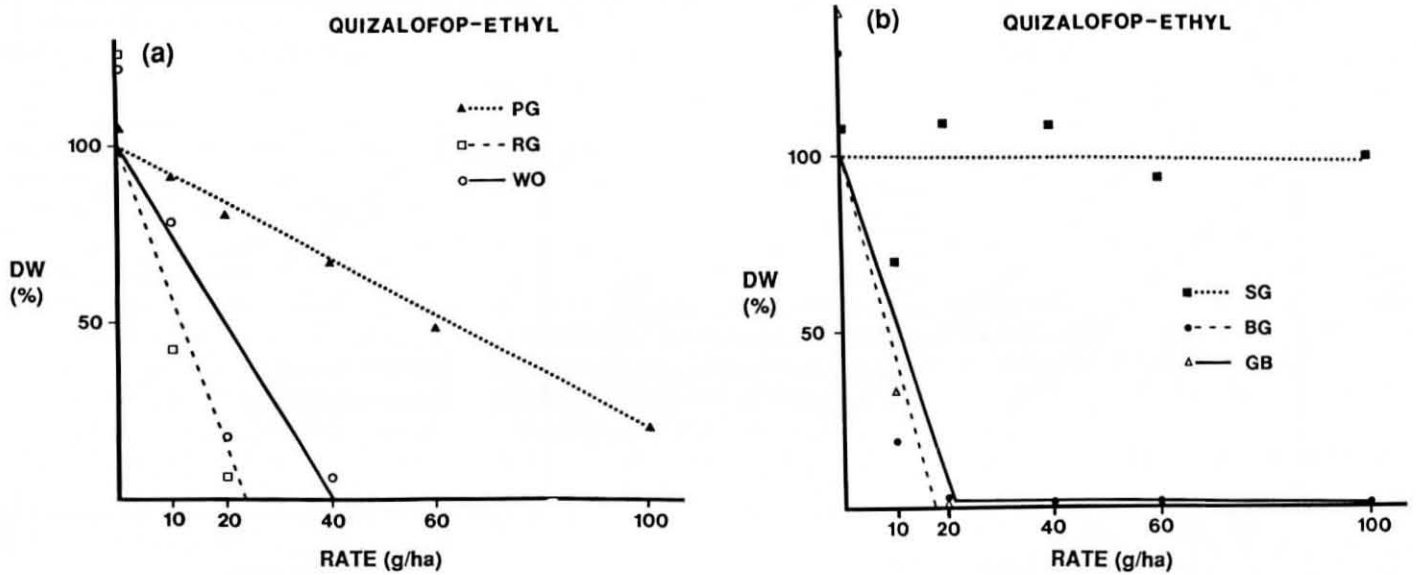 QUIZALOFOP-ETHYL
(a)
PG
RG
WO
100
50
DW
(%)
10 20 40 60 100
RATE (g/ha)
QUIZALOFOP-ETHYL
(b)
100
50
DW
(%)
SG
BG
GB
10 20 40 60 100
RATE (g/ha)